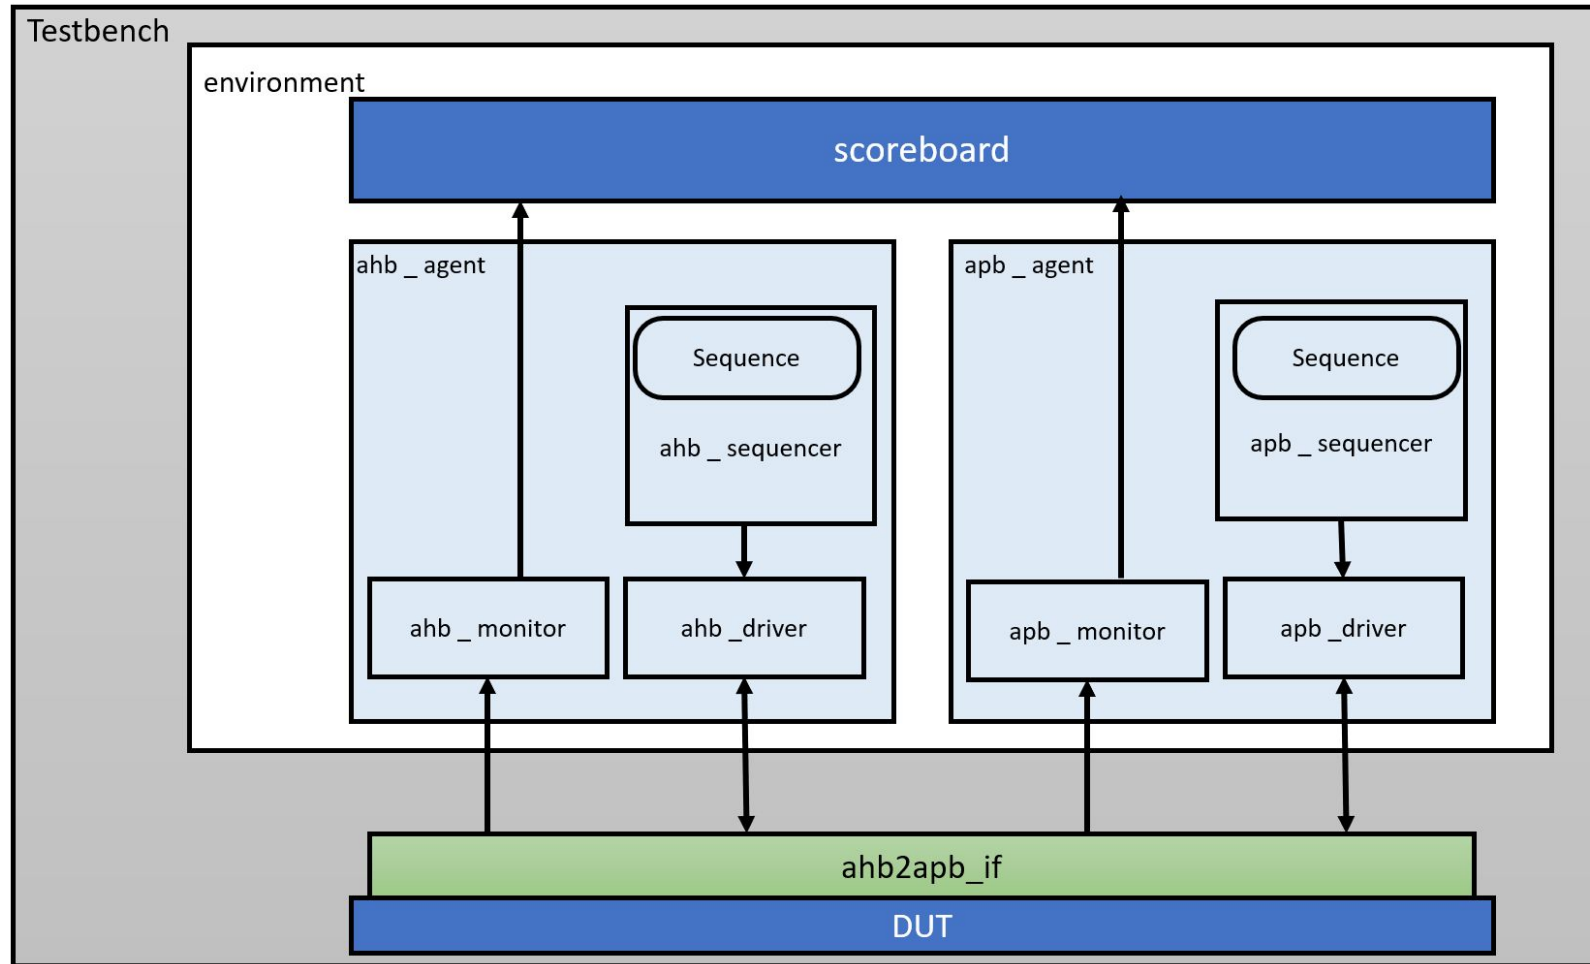 Testbench
environment
scoreboard
ahb _ agent
apb _ agent
Sequence
Sequence
ahb _ sequencer
apb _ sequencer
ahb _ monitor
ahb _driver
apb _ monitor
apb _driver
ahb2apb_if
DUT